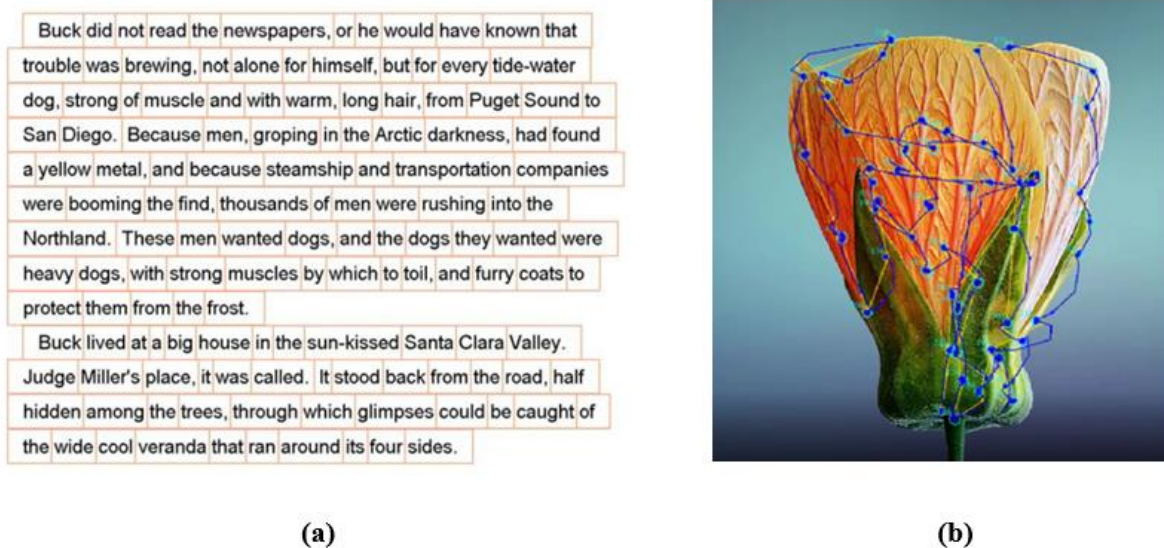 Buck did not read the newspapers, or he would have known that
trouble was brewing, not alone for himself, but for every tide-water
dog, strong of muscle and with warm, long hair, from Puget Sound to
San Diego. Because men, groping in the Arctic darkness, had found
a yellow metal, and because steamship and transportation companies
were booming the find, thousands of men were rushing into the
Northland. These men wanted dogs, and the dogs they wanted were
heavy dogs, with strong muscles by which to toil, and furry coats to
protect them from the frost.
Buck lived at a big house in the sun-kissed Santa Clara Valley.
Judge Miller's place, it was called. It stood back from the road, half
hidden among the trees, through which glimpses could be caught of
the wide cool veranda that ran around its four sides.
(a)
(b)